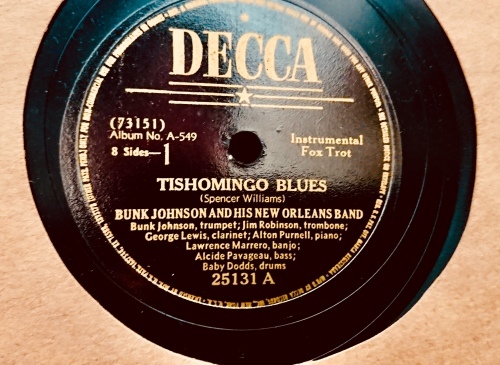 DECCA
(73151)
Album No. A-549
8 Sides—1
Instrumental
Fox Trot
TISHOMINGO BLUES
(Spencer Williams)
BUNK JOHNSON AND HIS NEW ORLEANS BAND
Bunk Johnson, trumpet; Jim Robinson, trombone;
George Lewis, clarinet; Alton Purnell, piano;
Lawrence Marrero, banjo;
Alcide Pavageau, bass;
Baby Dodds, drums
25131 A